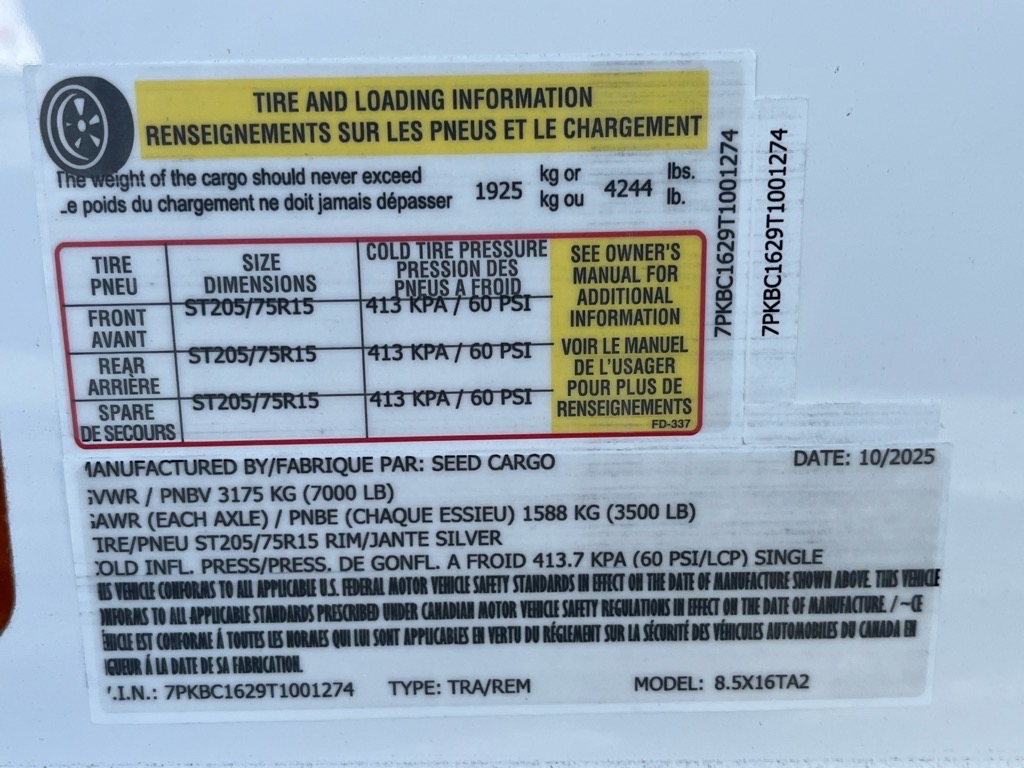 TIRE AND LOADING INFORMATION
RENSEIGNEMENTS SUR LES PNEUS ET LE CHARGEMENT
The weight of the cargo should never exceed 1925 kg or 4244 lbs.
e poids du chargement ne doit jamais dépasser kg ou lb.
TIRE PNEU
SIZE DIMENSIONS
COLD TIRE PRESSURE PRESSION DES PNEUS A FROID
FRONT AVANT
ST205/75R15
413 KPA / 60 PSI
REAR ARRIÈRE
ST205/75R15
413 KPA / 60 PSI
SPARE DE SECOURS
ST205/75R15
413 KPA / 60 PSI
SEE OWNER'S
MANUAL FOR
ADDITIONAL
INFORMATION
VOIR LE MANUEL
DE L'USAGER
POUR PLUS DE
RENSEIGNEMENTS
FD-337
7PKBC1629T1001274
7PKBC1629T1001274
MANUFACTURED BY/FABRIQUE PAR: SEED CARGO DATE: 10/2025
GVWR / PNBV 3175 KG (7000 LB)
GAWR (EACH AXLE) / PNBE (CHAQUE ESSIEU) 1588 KG (3500 LB)
TIRE/PNEU ST205/75R15 RIM/JANTE SILVER
COLD INFL. PRESS/PRESS. DE GONFL. A FROID 413.7 KPA (60 PSI/LCP) SINGLE
IS VEHICLE CONFORMS TO ALL APPLICABLE U.S. FEDERAL MOTOR VEHICLE SAFETY STANDARDS IN EFFECT ON THE DATE OF MANUFACTURE SHOWN ABOVE. THIS VEHICLE
NFORMS TO ALL APPLICABLE STANDARDS PRESCRIBED UNDER CANADIAN MOTOR VEHICLE SAFETY REGULATIONS IN EFFECT ON THE DATE OF MANUFACTURE. / ~CE
ÉHICLE EST CONFORME Á TOUTES LES NORMES QUI LUI SONT APPLICABLES EN VERTU DU RÉGLEMENT SUR LA SÉCURITÉ DES VÉHICULES AUTOMOBILES DU CANADA EN
IGUEUR Á LA DATE DE SA FABRICATION.
V.I.N.: 7PKBC1629T1001274 TYPE: TRA/REM MODEL: 8.5X16TA2